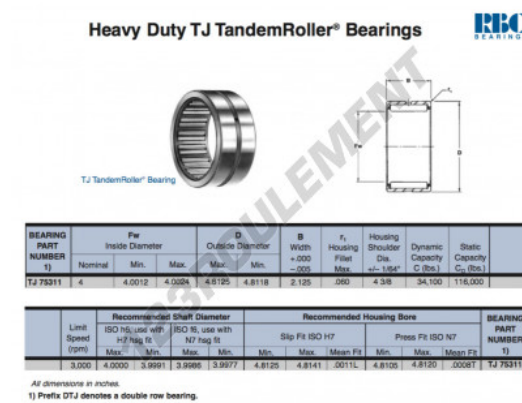 Heavy Duty TJ TandemRoller® Bearings
RBC
BEARINGS
B
r₁
Fw
D
TJ TandemRoller® Bearing
123ROULEMENT
BEARING PART NUMBER 1) Fw Inside Diameter D Outside Diameter B Width +.000 –.005 r₁ Housing Fillet Max. Housing Shoulder Dia. +/– 1/64" Dynamic Capacity C (lbs.) Static Capacity C₀ (lbs.)
Nominal Min. Max. Max. Min.
TJ 75311 4 4.0012 4.0024 4.8125 4.8118 2.125 .060 4 3/8 34,100 116,000
Limit Speed (rpm) Recommended Shaft Diameter Recommended Housing Bore BEARING PART NUMBER 1)
ISO h6, use with H7 hsg fit ISO f6, use with N7 hsg fit Slip Fit ISO H7 Press Fit ISO N7
Max. Min. Max. Min. Min. Max. Mean Fit Min. Max. Mean Fit
3,000 4.0000 3.9991 3.9986 3.9977 4.8125 4.8141 .0011L 4.8105 4.8120 .0008T TJ 75311
All dimensions in inches.
1) Prefix DTJ denotes a double row bearing.